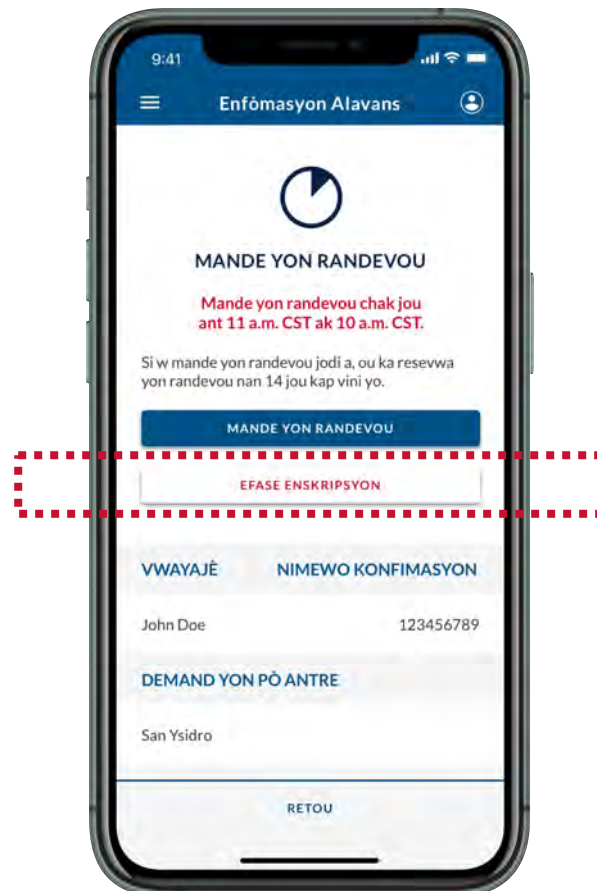 9:41
Enfòmasyon Alavans
MANDE YON RANDEVOU
Mande yon randevou chak jou
ant 11 a.m. CST ak 10 a.m. CST.
Si w mande yon randevou jodi a, ou ka resevwa
yon randevou nan 14 jou kap vini yo.
MANDE YON RANDEVOU
EFASE ENSKRIPSYON
VWAYAJÈ NIMEWO KONFIMASYON
John Doe 123456789
DEMAND YON PÒ ANTRE
San Ysidro
RETOU